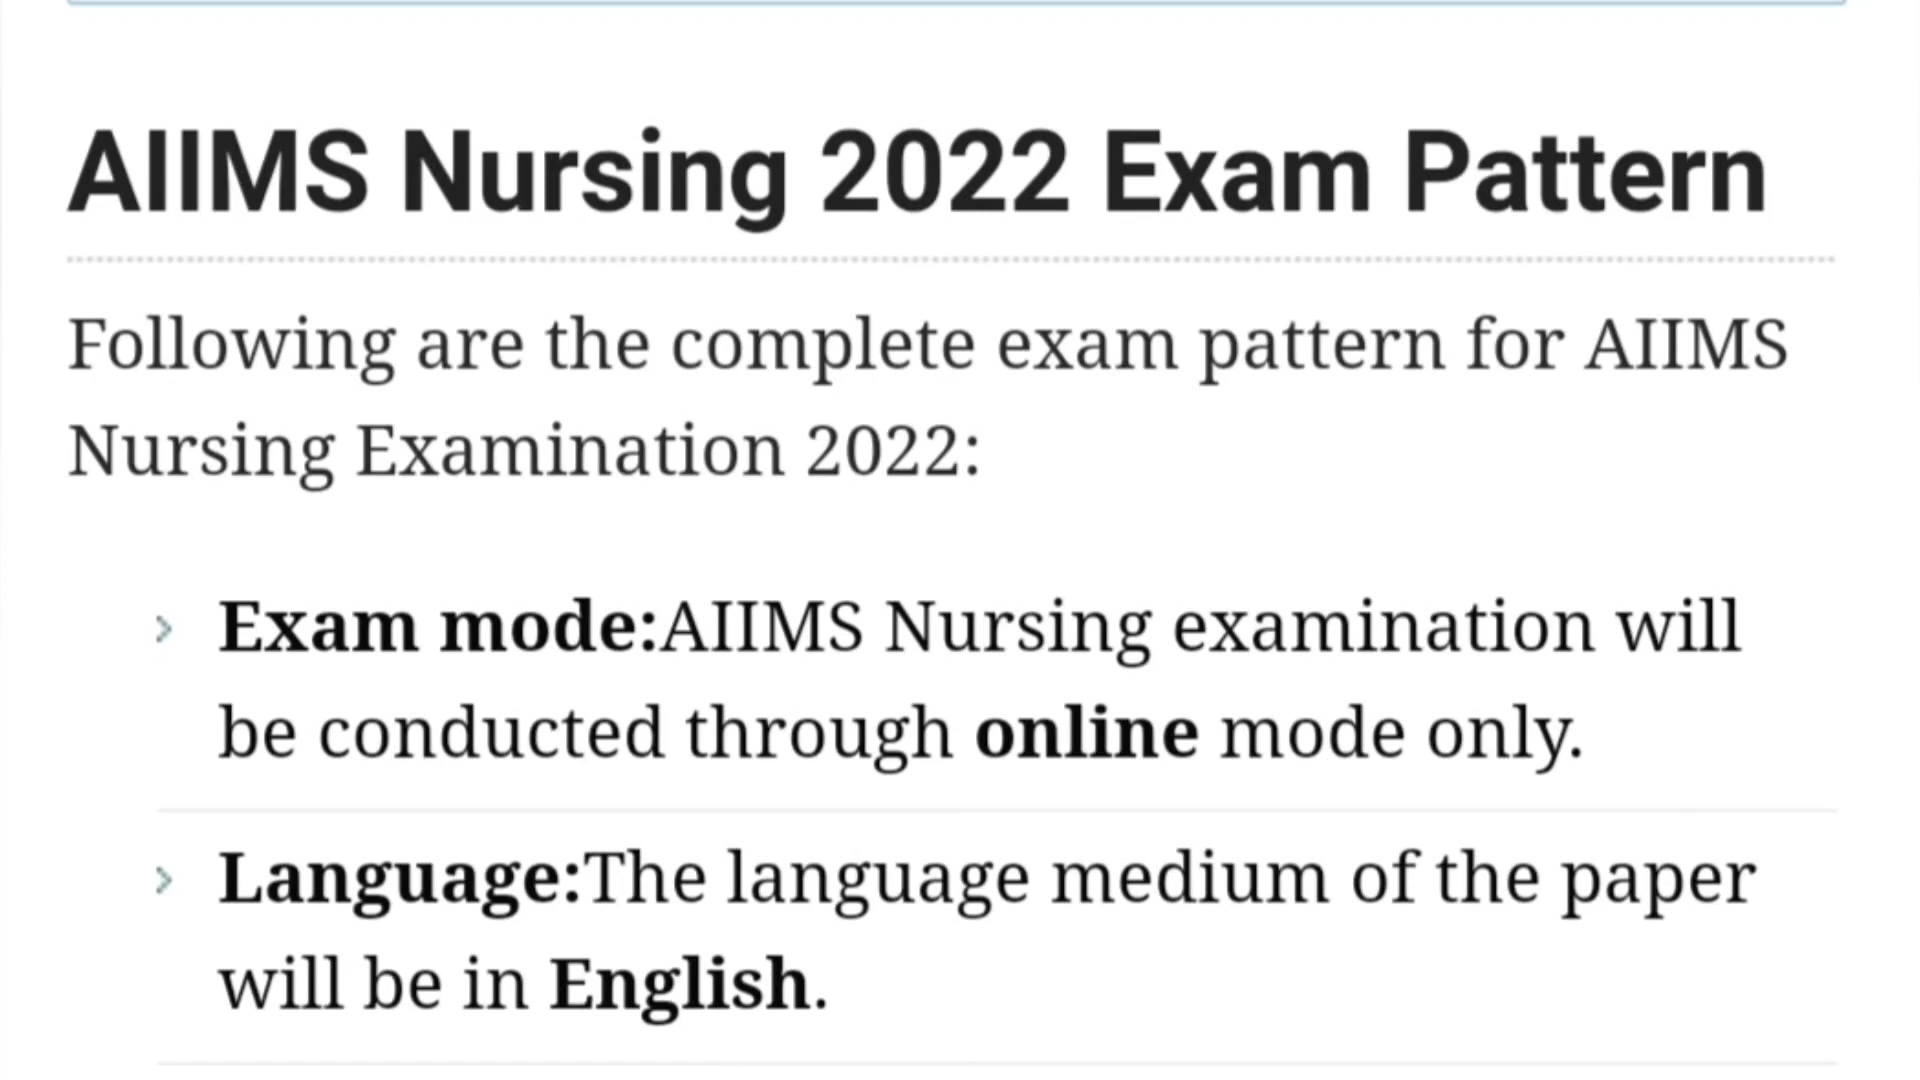 AIIMS Nursing 2022 Exam Pattern
Following are the complete exam pattern for AIIMS
Nursing Examination 2022:
Exam mode:AIIMS Nursing examination will
be conducted through online mode only.
Language:The language medium of the paper
will be in English.